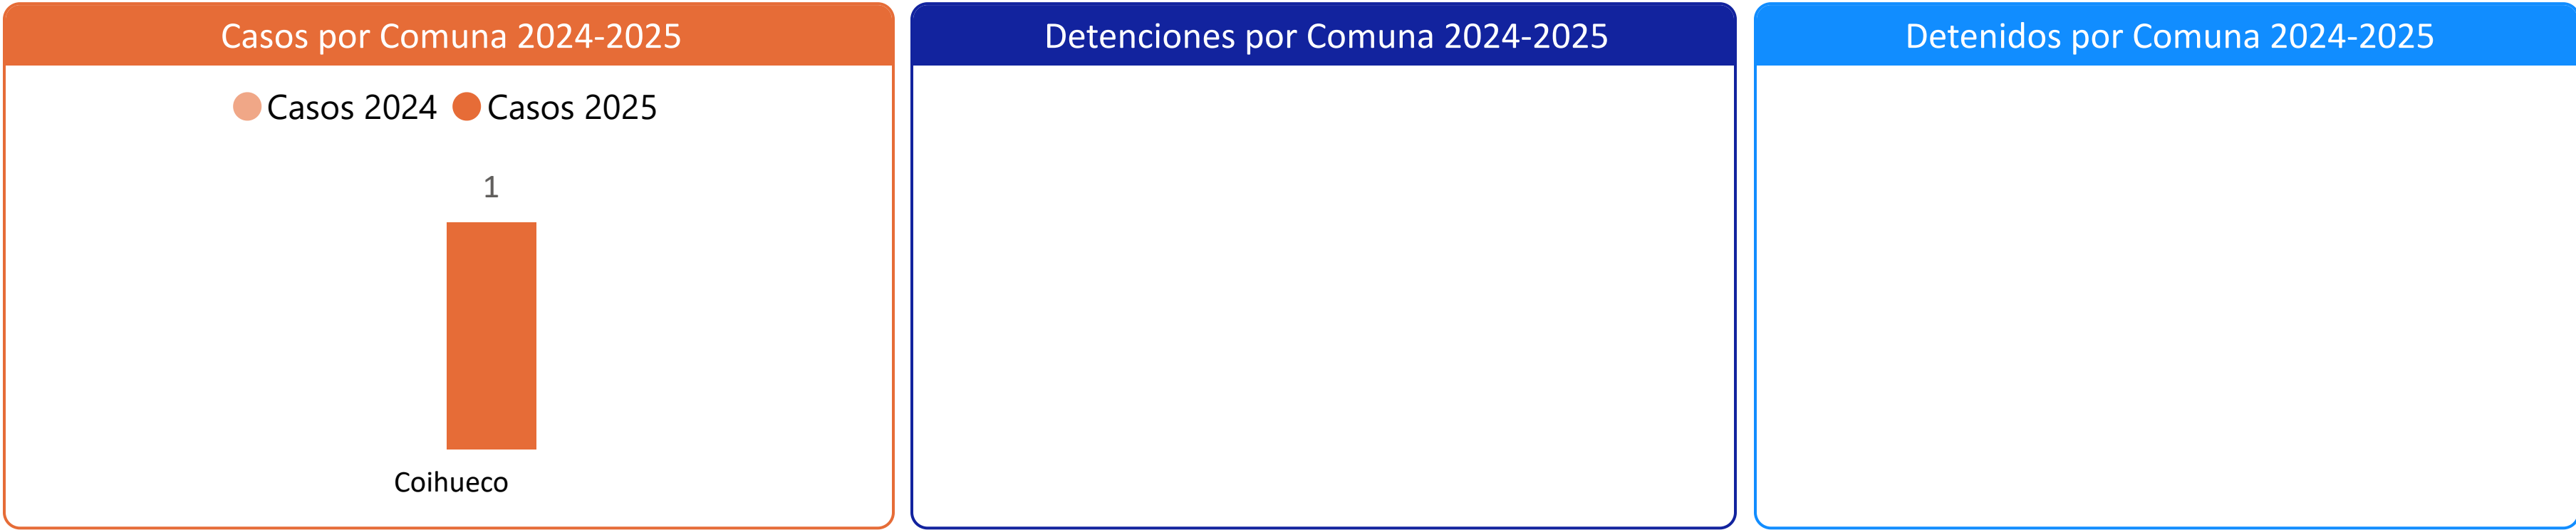 Casos por Comuna 2024-2025
Casos 2024 Casos 2025
1
Coihueco
Detenciones por Comuna 2024-2025
Detenidos por Comuna 2024-2025